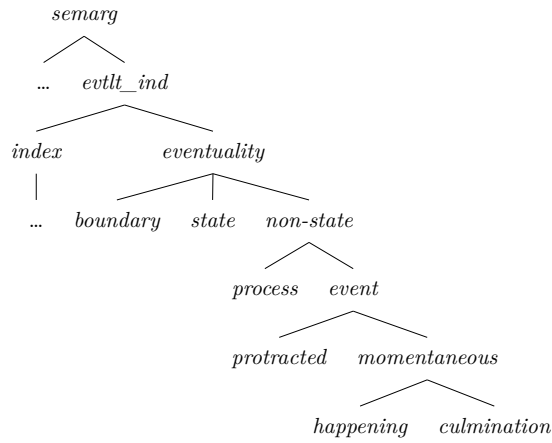 semarg
… evtlt_ind
index eventuality
… boundary state non-state
process event
protracted momentaneous
happening culmination